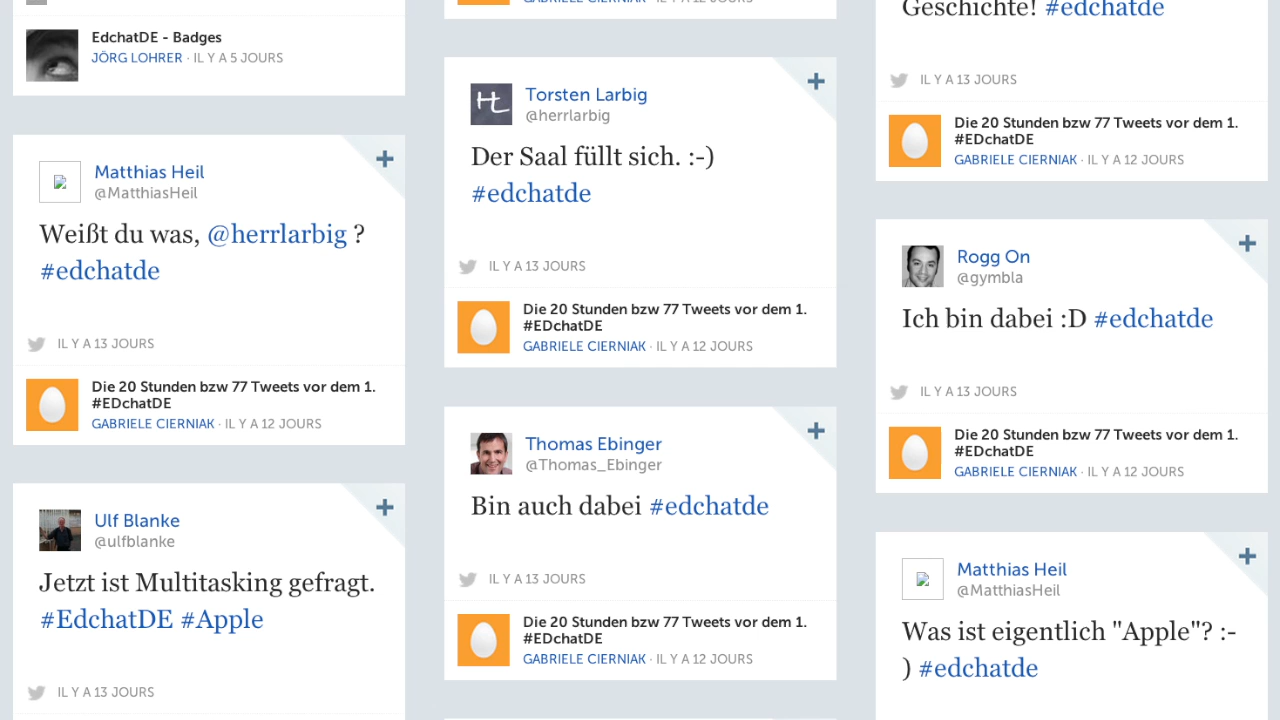 EdchatDE - Badges
JÖRG LOHRER · IL Y A 5 JOURS
Matthias Heil
@MatthiasHeil
Weißt du was, @herrlarbig ?
#edchatde
IL Y A 13 JOURS
Die 20 Stunden bzw 77 Tweets vor dem 1.
#EDchatDE
GABRIELE CIERNIAK · IL Y A 12 JOURS
Ulf Blanke
@ulfblanke
Jetzt ist Multitasking gefragt.
#EdchatDE #Apple
IL Y A 13 JOURS
GABRIELE CIERNIAK · IL Y A 12 JOURS
Torsten Larbig
@herrlarbig
Der Saal füllt sich. :-)
#edchatde
IL Y A 13 JOURS
Die 20 Stunden bzw 77 Tweets vor dem 1.
#EDchatDE
GABRIELE CIERNIAK · IL Y A 12 JOURS
Thomas Ebinger
@Thomas_Ebinger
Bin auch dabei #edchatde
IL Y A 13 JOURS
Die 20 Stunden bzw 77 Tweets vor dem 1.
#EDchatDE
GABRIELE CIERNIAK · IL Y A 12 JOURS
Geschichte! #edchatde
IL Y A 13 JOURS
Die 20 Stunden bzw 77 Tweets vor dem 1.
#EDchatDE
GABRIELE CIERNIAK · IL Y A 12 JOURS
Rogg On
@gymbla
Ich bin dabei :D #edchatde
IL Y A 13 JOURS
Die 20 Stunden bzw 77 Tweets vor dem 1.
#EDchatDE
GABRIELE CIERNIAK · IL Y A 12 JOURS
Matthias Heil
@MatthiasHeil
Was ist eigentlich "Apple"? :-
) #edchatde